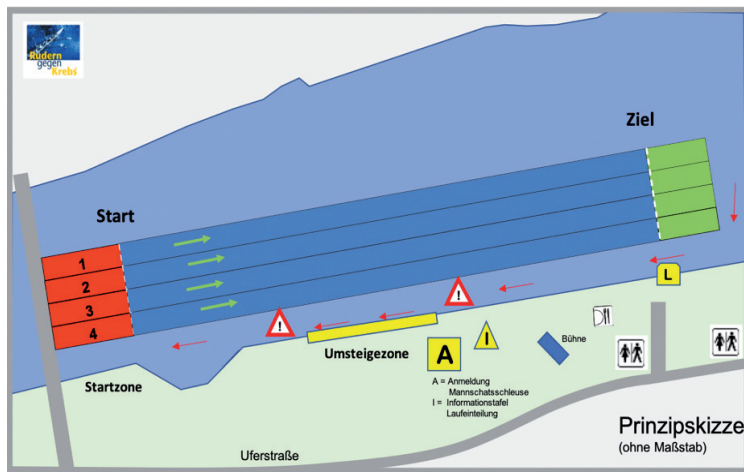 Rudern
gegen
Krebs
Ziel
Start
1
2
3
4
L
!
!
Umsteigezone
A
I
Bühne
Startzone
A = Anmeldung
Mannschatsschleuse
I = Informationstafel
Laufeinteilung
Uferstraße
Prinzipskizze
(ohne Maßstab)